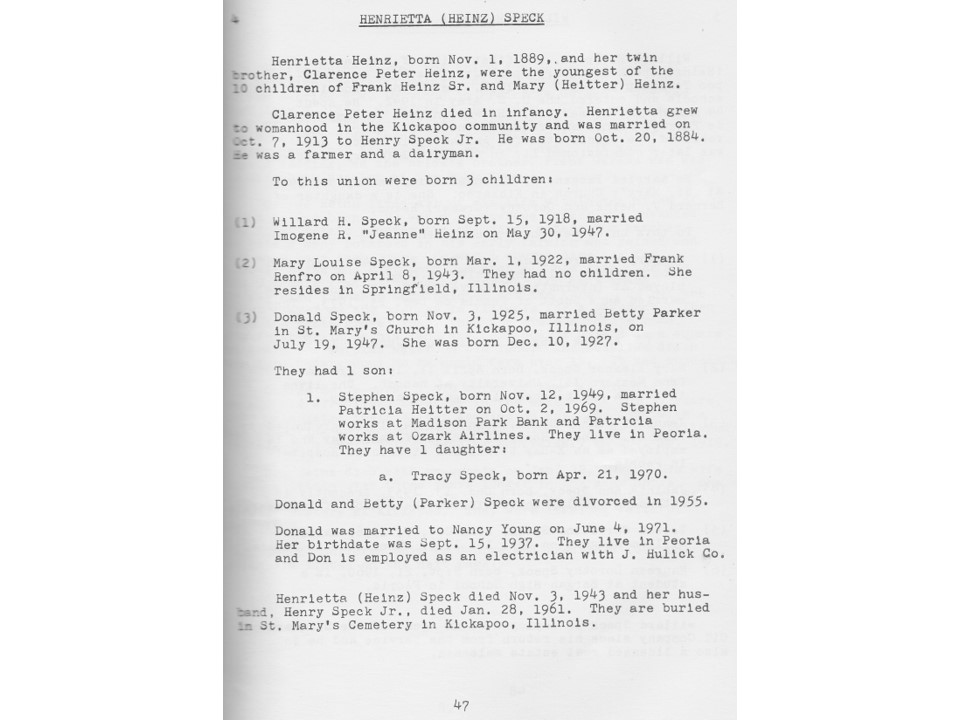 HENRIETTA (HEINZ) SPECK
Henrietta Heinz, born Nov. 1, 1889, and her twin
brother, Clarence Peter Heinz, were the youngest of the
10 children of Frank Heinz Sr. and Mary (Heitter) Heinz.
Clarence Peter Heinz died in infancy. Henrietta grew
to womanhood in the Kickapoo community and was married on
Oct. 7, 1913 to Henry Speck Jr. He was born Oct. 20, 1884.
He was a farmer and a dairyman.
To this union were born 3 children:
(1) Willard H. Speck, born Sept. 15, 1918, married
Imogene R. "Jeanne" Heinz on May 30, 1947.
(2) Mary Louise Speck, born Mar. 1, 1922, married Frank
Renfro on April 8, 1943. They had no children. She
resides in Springfield, Illinois.
(3) Donald Speck, born Nov. 3, 1925, married Betty Parker
in St. Mary's Church in Kickapoo, Illinois, on
July 19, 1947. She was born Dec. 10, 1927.
They had 1 son:
1. Stephen Speck, born Nov. 12, 1949, married
Patricia Heitter on Oct. 2, 1969. Stephen
works at Madison Park Bank and Patricia
works at Ozark Airlines. They live in Peoria.
They have 1 daughter:
a. Tracy Speck, born Apr. 21, 1970.
Donald and Betty (Parker) Speck were divorced in 1955.
Donald was married to Nancy Young on June 4, 1971.
Her birthdate was Sept. 15, 1937. They live in Peoria
and Don is employed as an electrician with J. Hulick Co.
Henrietta (Heinz) Speck died Nov. 3, 1943 and her hus-
band, Henry Speck Jr., died Jan. 28, 1961. They are buried
in St. Mary's Cemetery in Kickapoo, Illinois.
47